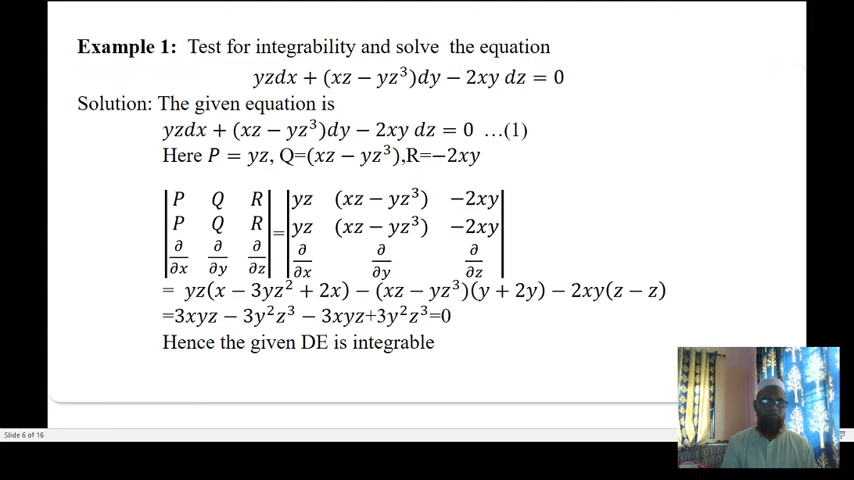 Example 1: Test for integrability and solve the equation
yzdx + (xz − yz³)dy − 2xy dz = 0
Solution: The given equation is
yzdx + (xz − yz³)dy − 2xy dz = 0 …(1)
Here P = yz, Q=(xz − yz³),R=−2xy
|P Q R| |yz (xz − yz³) −2xy|
|P Q R|=|yz (xz − yz³) −2xy|
|∂/∂x ∂/∂y ∂/∂z| |∂/∂x ∂/∂y ∂/∂z|
= yz(x − 3yz² + 2x) − (xz − yz³)(y + 2y) − 2xy(z − z)
=3xyz − 3y²z³ − 3xyz+3y²z³=0
Hence the given DE is integrable
Slide 6 of 16